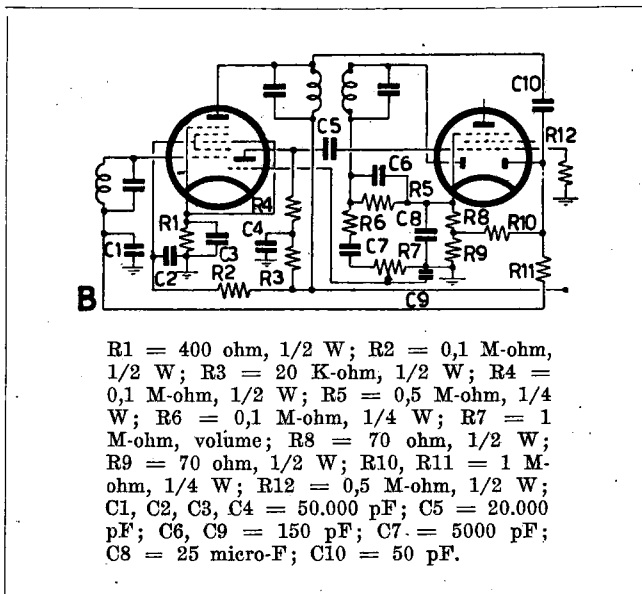 C10
C5
R12
C6
R4
R5
R1
R6
C8
R8
R10
C4
C1
C3
C7
R7
R9
C2
R2
R3
R11
B
C9
R1 = 400 ohm, 1/2 W; R2 = 0,1 M-ohm,
1/2 W; R3 = 20 K-ohm, 1/2 W; R4 =
0,1 M-ohm, 1/2 W; R5 = 0,5 M-ohm, 1/4
W; R6 = 0,1 M-ohm, 1/4 W; R7 = 1
M-ohm, volume; R8 = 70 ohm, 1/2 W;
R9 = 70 ohm, 1/2 W; R10, R11 = 1 M-
ohm, 1/4 W; R12 = 0,5 M-ohm, 1/2 W;
C1, C2, C3, C4 = 50.000 pF; C5 = 20.000
pF; C6, C9 = 150 pF; C7 = 5000 pF;
C8 = 25 micro-F; C10 = 50 pF.